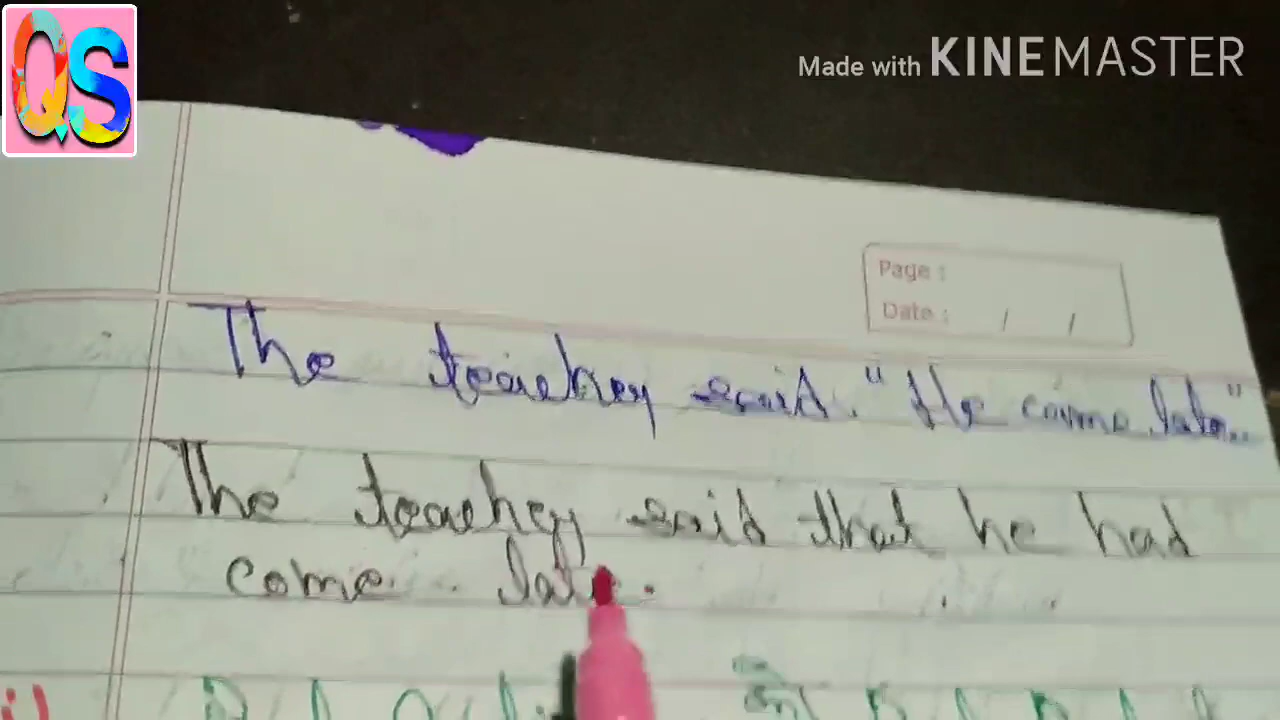 QS
Made with KINEMASTER
Page :
Date : / /
The teacher said. "He came late."
The teacher said that he had
come late.